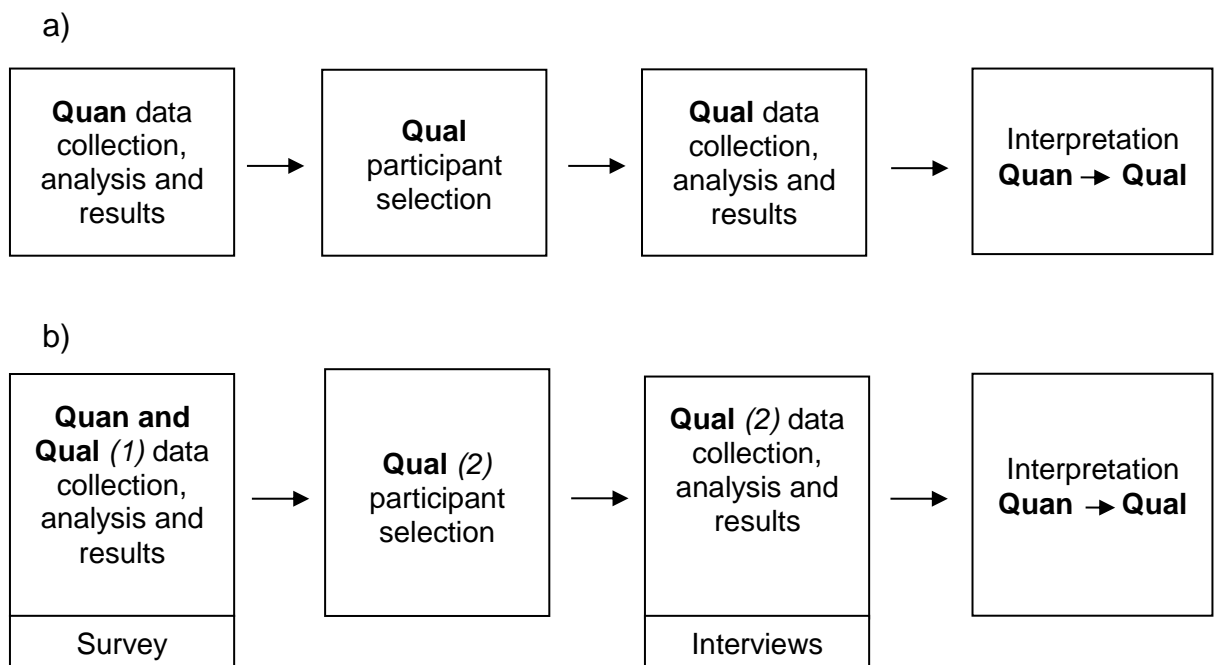 a)
Quan data
collection,
analysis and
results
Qual
participant
selection
Qual data
collection,
analysis and
results
Interpretation
Quan → Qual
b)
Quan and
Qual (1) data
collection,
analysis and
results
Survey
Qual (2)
participant
selection
Qual (2) data
collection,
analysis and
results
Interviews
Interpretation
Quan → Qual